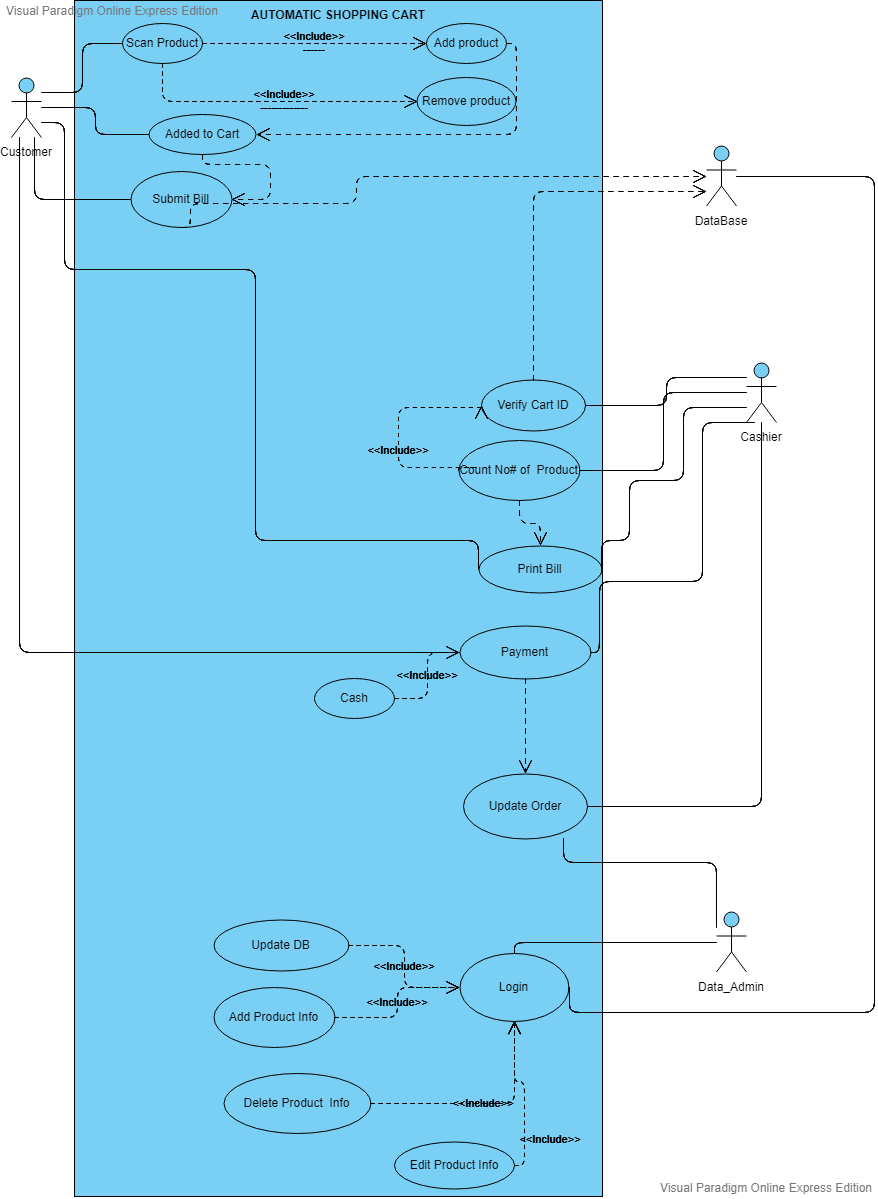 Visual Paradigm Online Express Edition
AUTOMATIC SHOPPING CART
Scan Product
<<Include>>
Add product
<<Include>>
Remove product
Customer
Added to Cart
Submit Bill
DataBase
Verify Cart ID
Cashier
<<Include>>
Count No# of  Product
Print Bill
Payment
<<Include>>
Cash
Update Order
Update DB
<<Include>>
Login
Data_Admin
<<Include>>
Add Product Info
Delete Product  Info
<<Include>>
<<Include>>
Edit Product Info
Visual Paradigm Online Express Edition